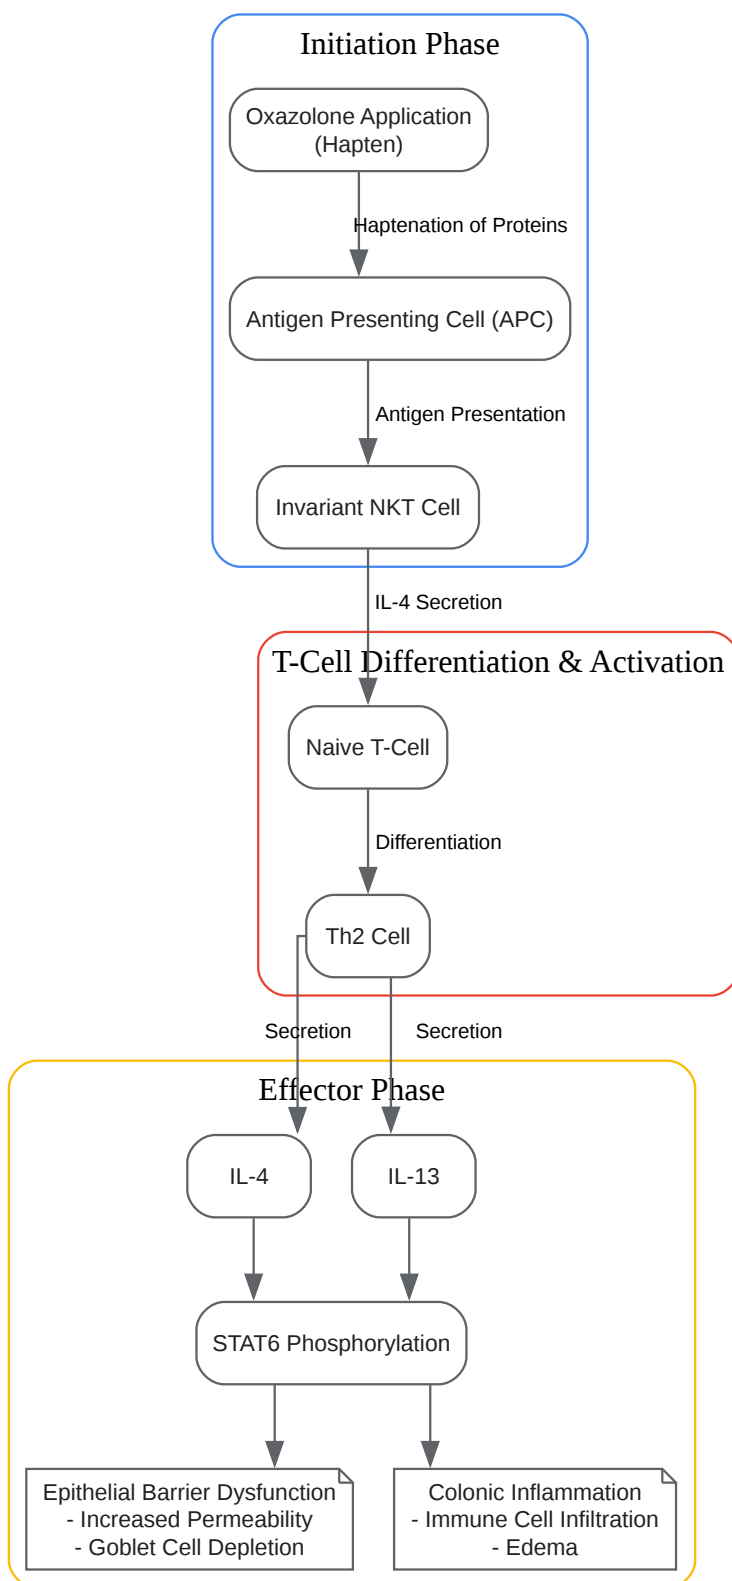 Initiation Phase
Oxazolone Application
(Hapten)
Haptenation of Proteins
Antigen Presenting Cell (APC)
Antigen Presentation
Invariant NKT Cell
IL-4 Secretion
T-Cell Differentiation & Activation
Naive T-Cell
Differentiation
Th2 Cell
Secretion
Secretion
Effector Phase
IL-4
IL-13
STAT6 Phosphorylation
Epithelial Barrier Dysfunction
- Increased Permeability
- Goblet Cell Depletion
Colonic Inflammation
- Immune Cell Infiltration
- Edema